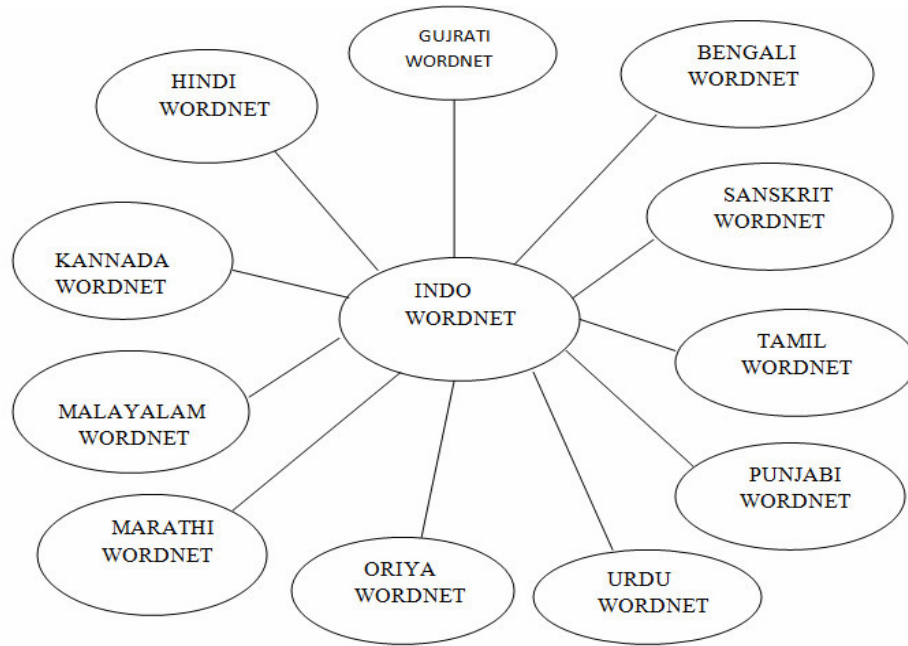 GUJRATI
WORDNET
BENGALI
WORDNET
HINDI
WORDNET
SANSKRIT
WORDNET
KANNADA
WORDNET
INDO
WORDNET
TAMIL
WORDNET
MALAYALAM
WORDNET
PUNJABI
WORDNET
MARATHI
WORDNET
ORIYA
WORDNET
URDU
WORDNET